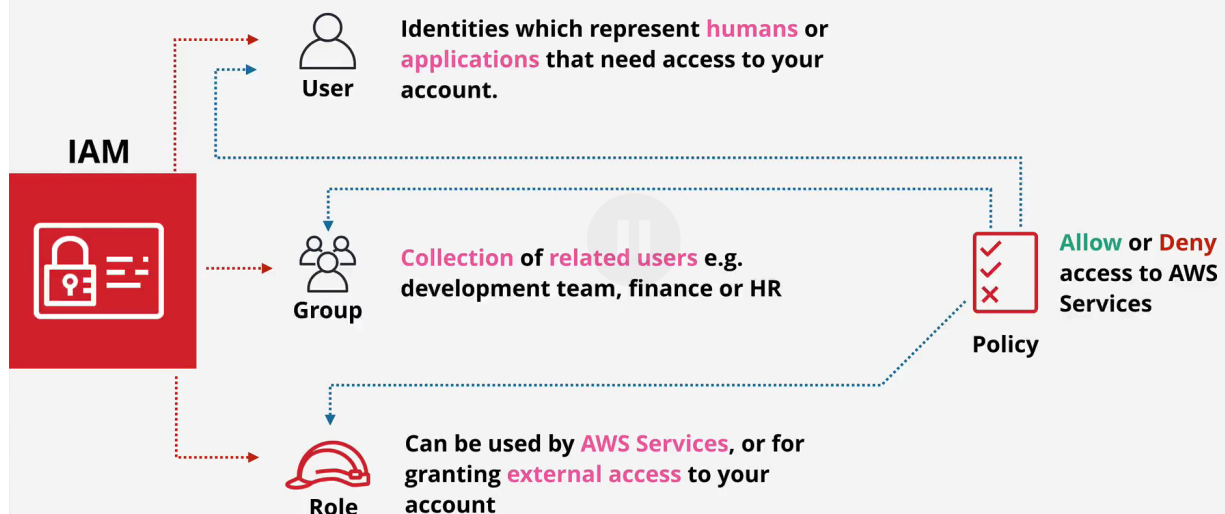 Identities which represent humans or
applications that need access to your
account.
User
IAM
Collection of related users e.g.
development team, finance or HR
Group
Allow or Deny
access to AWS
Services
Policy
Can be used by AWS Services, or for
granting external access to your
account
Role